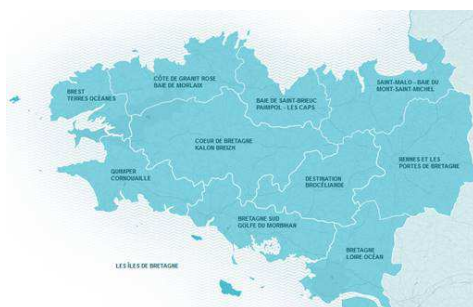 CÔTE DE GRANIT ROSE
BAIE DE MORLAIX
SAINT-MALO - BAIE DU
MONT-SAINT-MICHEL
BREST
TERRES OCÉANES
BAIE DE SAINT-BRIEUC
PAIMPOL - LES CAPS
COEUR DE BRETAGNE
KALON BREIZH
QUIMPER
CORNOUAILLE
DESTINATION
BROCÉLIANDE
RENNES ET LES
PORTES DE BRETAGNE
BRETAGNE SUD
GOLFE DU MORBIHAN
BRETAGNE
LOIRE OCÉAN
LES ÎLES DE BRETAGNE